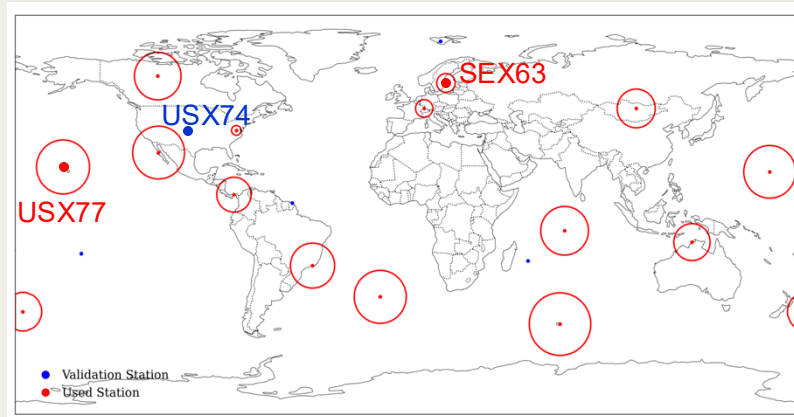 SEX63
USX74
USX77
Validation Station
Used Station